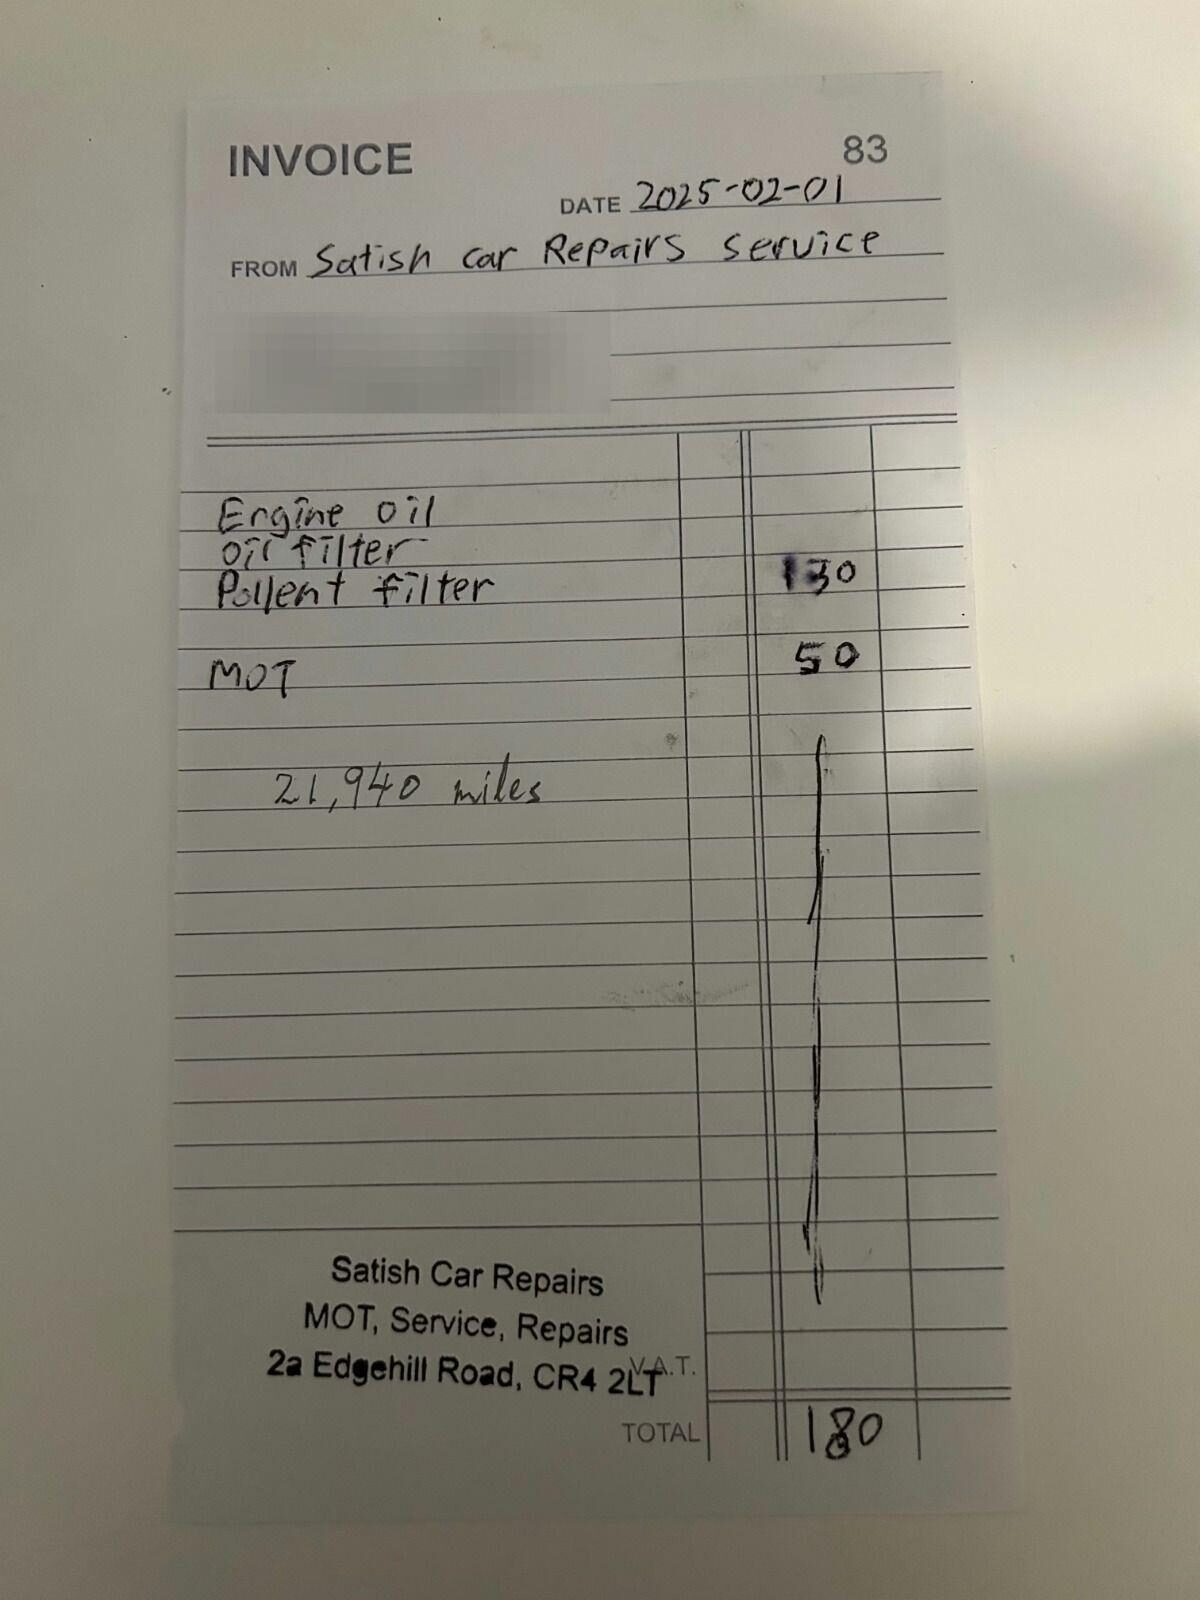 INVOICE
83
DATE 2025-02-01
FROM Satish car Repairs service
Engine oil
oil filter
Pollent filter 130
MOT 50
21,940 miles
Satish Car Repairs
MOT, Service, Repairs
2a Edgehill Road, CR4 2LT
V.A.T.
TOTAL 180